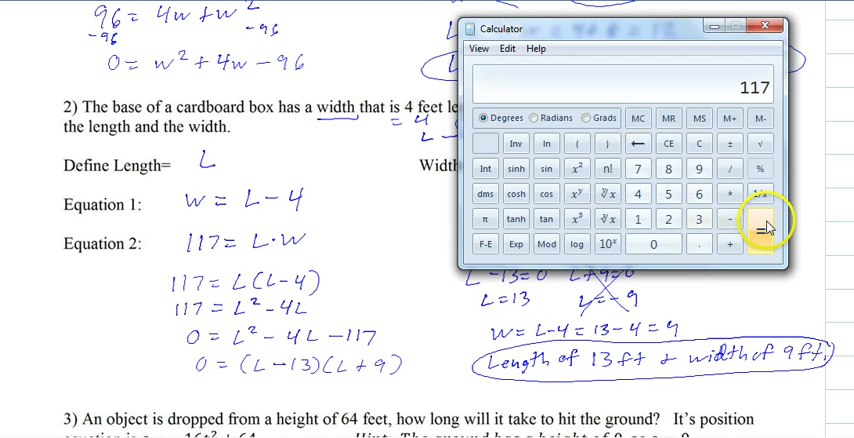 96 = 4w + w²
-96 -96
0 = w² + 4w - 96
2) The base of a cardboard box has a width that is 4 feet le
= 4
L -
the length and the width.
Define Length= L
Width
Equation 1: w = L - 4
Equation 2: 117 = L·W
117 = L(L-4)
117 = L² - 4L
0 = L² - 4L - 117
0 = (L-13)(L+9)
L - 13 = 0 L + 9 = 0
L = 13 L = -9
W = L-4 = 13-4 = 9
Length of 13 ft + width of 9 ft.
3) An object is dropped from a height of 64 feet, how long will it take to hit the ground? It's position
Calculator
View Edit Help
117
Degrees Radians Grads MC MR MS M+ M-
Inv ln ( ) ← CE C ± √
Int sinh sin x² n! 7 8 9 / %
dms cosh cos xʸ ʸ√x 4 5 6 * 1/x
π tanh tan x³ ³√x 1 2 3 - =
F-E Exp Mod log 10ˣ 0 . +